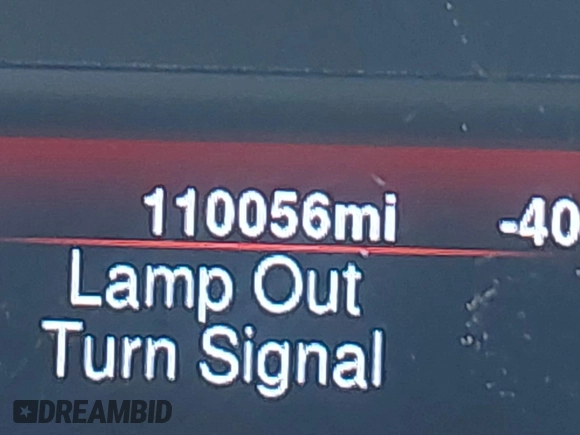 110056mi -40
Lamp Out
Turn Signal
DREAMBID